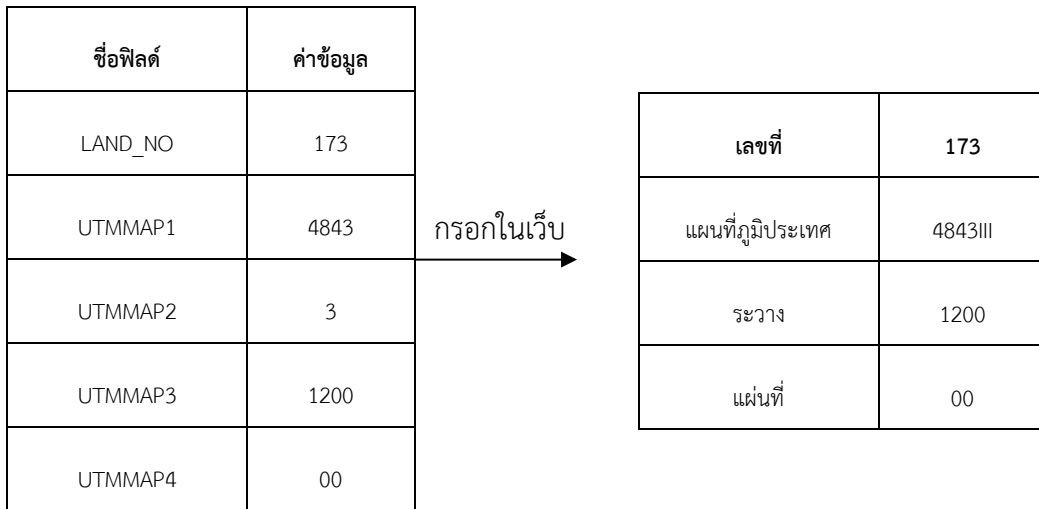 ชื่อฟิลด์ ค่าข้อมูล
LAND_NO 173
UTMMAP1 4843
UTMMAP2 3
UTMMAP3 1200
UTMMAP4 00
กรอกในเว็บ
เลขที่ 173
แผนที่ภูมิประเทศ 4843III
ระวาง 1200
แผ่นที่ 00